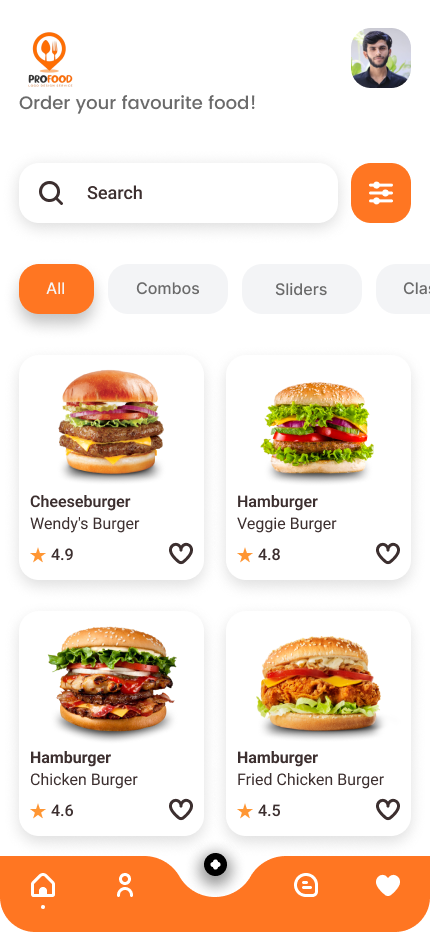 PROFOOD
Order your favourite food!
Search
All
Combos
Sliders
Clas
Cheeseburger
Wendy's Burger
4.9
Hamburger
Veggie Burger
4.8
Hamburger
Chicken Burger
4.6
Hamburger
Fried Chicken Burger
4.5